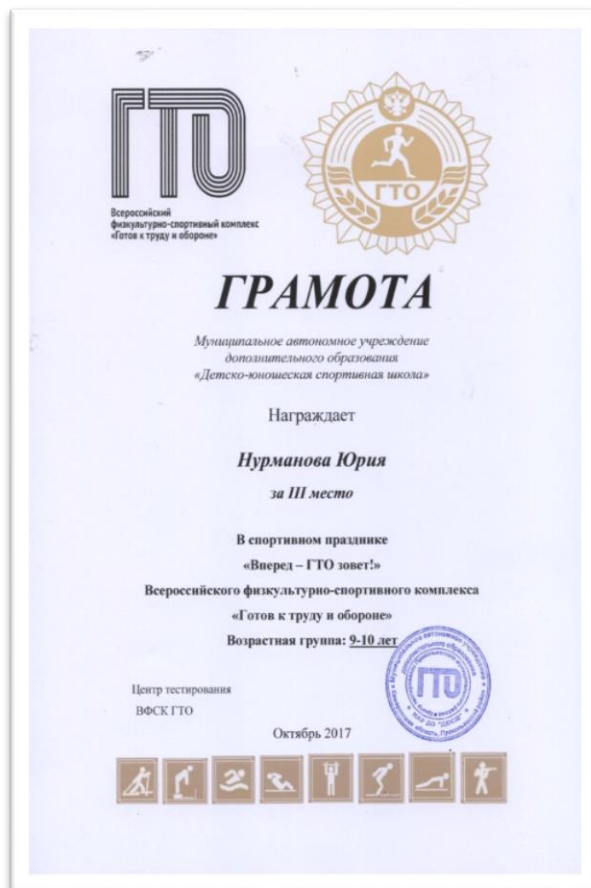 ГТО
Всероссийский
физкультурно-спортивный комплекс
«Готов к труду и обороне»
ГТО
ГРАМОТА
Муниципальное автономное учреждение
дополнительного образования
«Детско-юношеская спортивная школа»
Награждает
Нурманова Юрия
за III место
В спортивном празднике
«Вперед – ГТО зовет!»
Всероссийского физкультурно-спортивного комплекса
«Готов к труду и обороне»
Возрастная группа: 9-10 лет
Центр тестирования
ВФСК ГТО
ГТО
Октябрь 2017